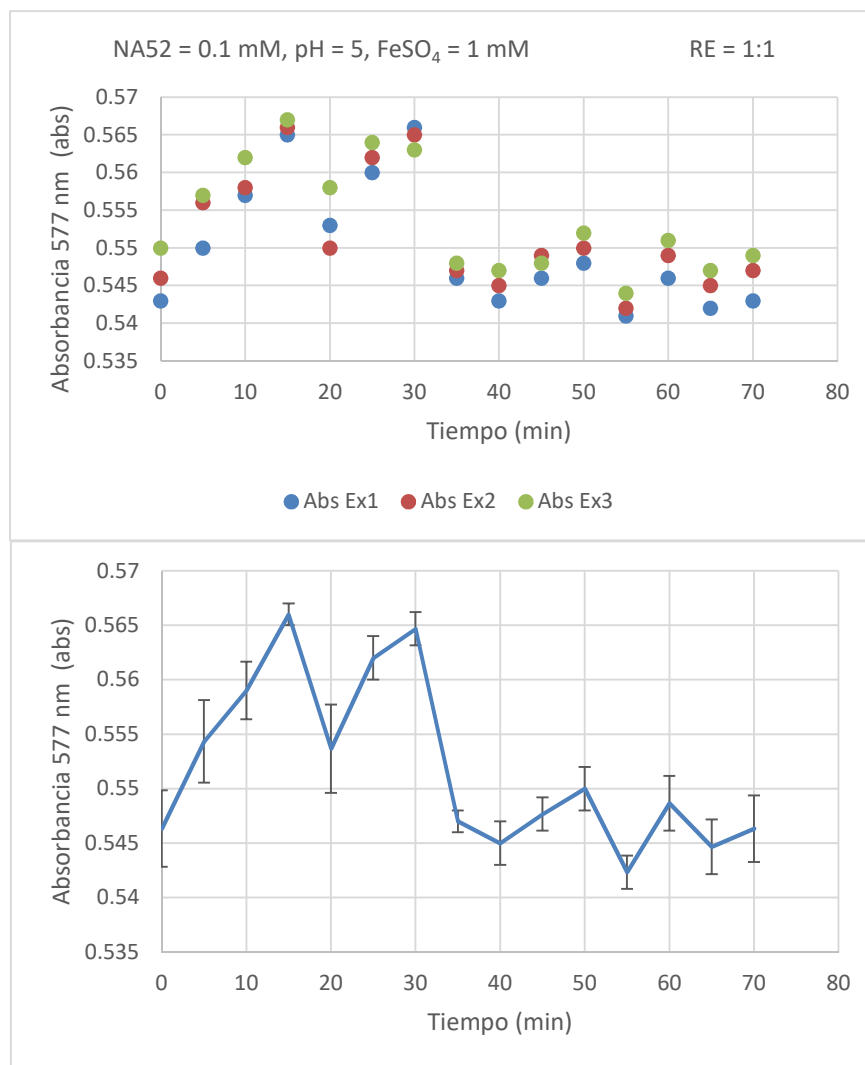 NA52 = 0.1 mM, pH = 5, FeSO₄ = 1 mM RE = 1:1
Absorbancia 577 nm (abs)
0.57
0.565
0.56
0.555
0.55
0.545
0.54
0.535
0 10 20 30 40 50 60 70 80
Tiempo (min)
Abs Ex1 Abs Ex2 Abs Ex3
Absorbancia 577 nm (abs)
0.57
0.565
0.56
0.555
0.55
0.545
0.54
0.535
0 10 20 30 40 50 60 70 80
Tiempo (min)